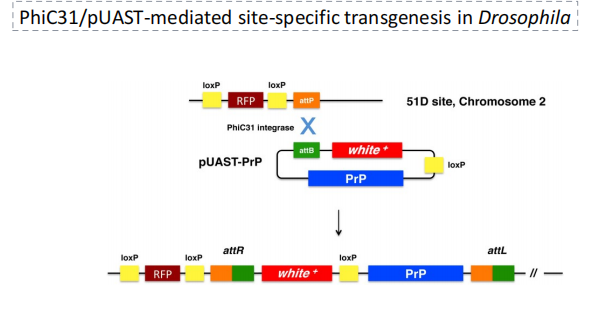 PhiC31/pUAST-mediated site-specific transgenesis in Drosophila
loxP loxP
RFP attP
51D site, Chromosome 2
PhiC31 integrase X
attB white +
pUAST-PrP
loxP
PrP
attR attL
loxP loxP loxP
RFP white + PrP //